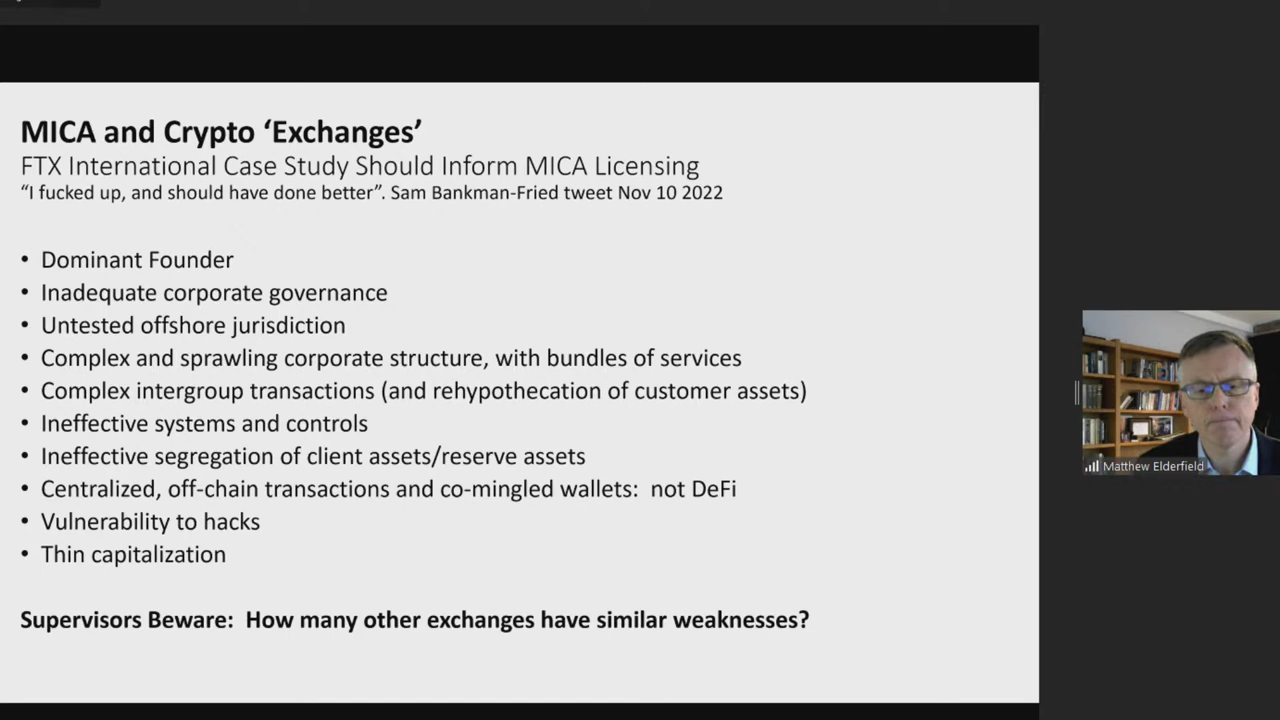 MICA and Crypto ‘Exchanges’
FTX International Case Study Should Inform MICA Licensing
“I fucked up, and should have done better”. Sam Bankman-Fried tweet Nov 10 2022
• Dominant Founder
• Inadequate corporate governance
• Untested offshore jurisdiction
• Complex and sprawling corporate structure, with bundles of services
• Complex intergroup transactions (and rehypothecation of customer assets)
• Ineffective systems and controls
• Ineffective segregation of client assets/reserve assets
• Centralized, off-chain transactions and co-mingled wallets:  not DeFi
• Vulnerability to hacks
• Thin capitalization
Supervisors Beware:  How many other exchanges have similar weaknesses?
Matthew Elderfield